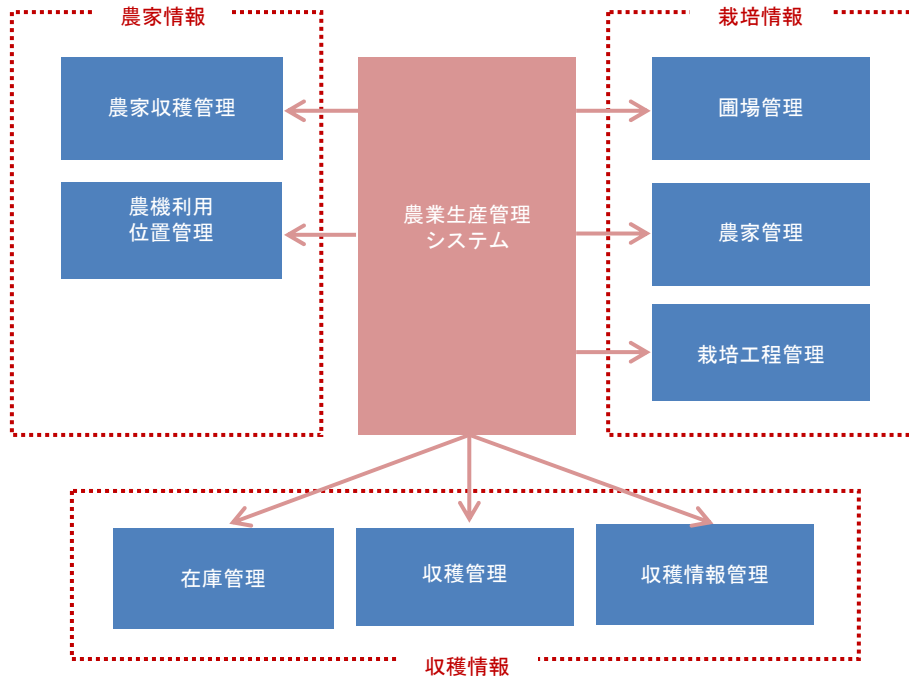 農家情報
農家収穫管理
農機利用
位置管理
農業生産管理
システム
栽培情報
圃場管理
農家管理
栽培工程管理
在庫管理
収穫管理
収穫情報管理
収穫情報